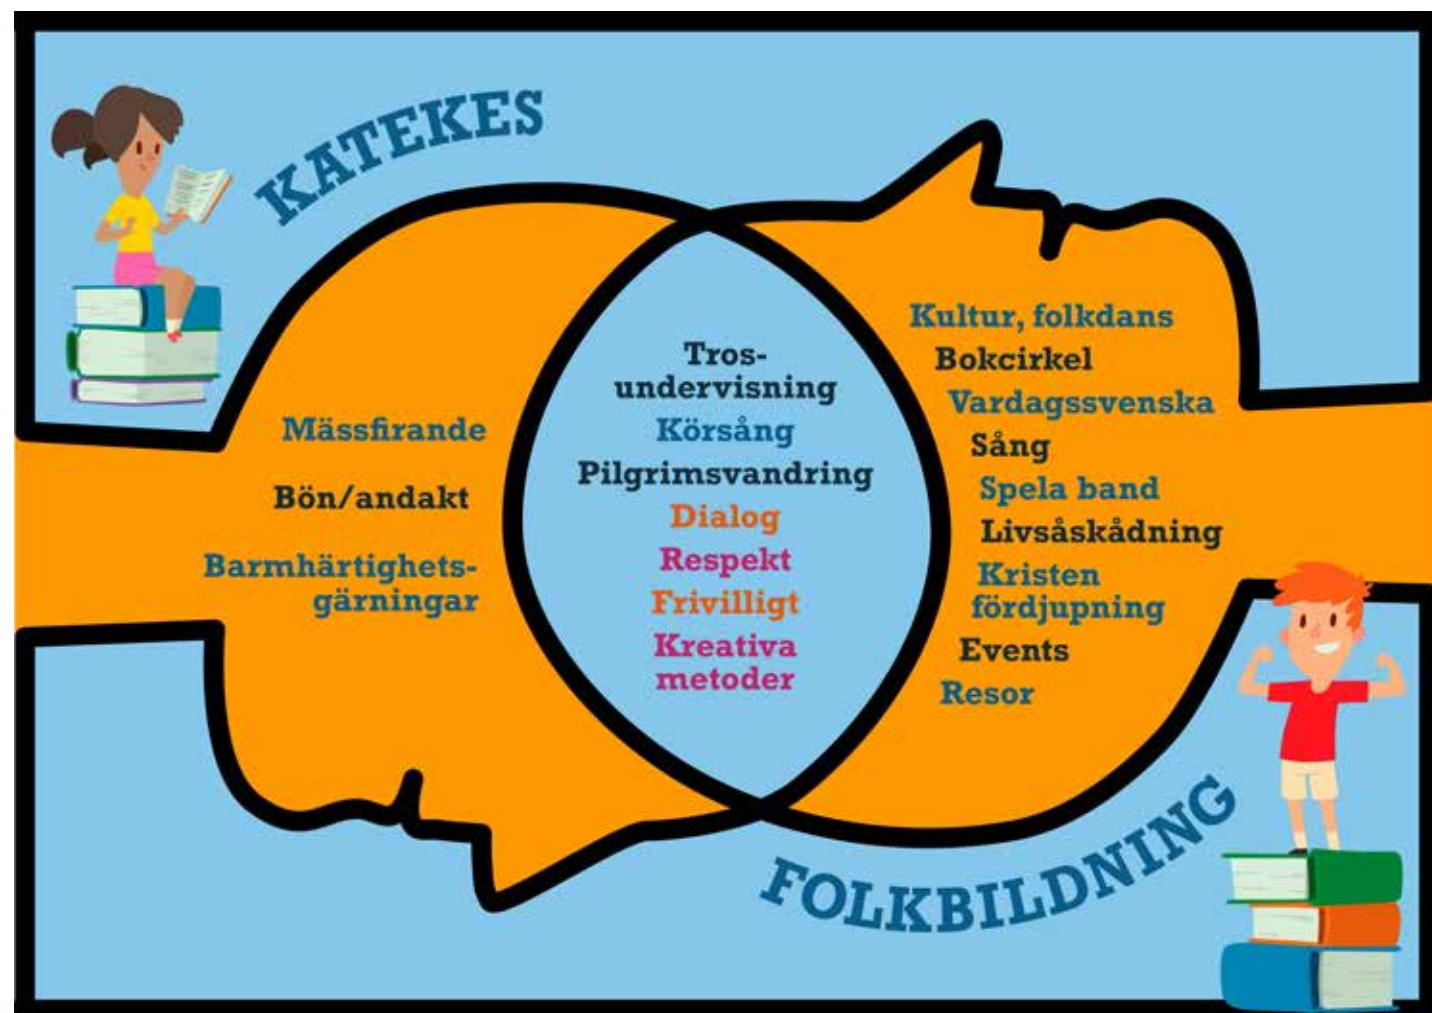 KATEKES
Mässfirande
Bön/andakt
Barmhärtighets-
gärningar
Tros-
undervisning
Körsång
Pilgrimsvandring
Dialog
Respekt
Frivilligt
Kreativa
metoder
Kultur, folkdans
Bokcirkel
Vardagssvenska
Sång
Spela band
Livsåskådning
Kristen
fördjupning
Events
Resor
FOLKBILDNING